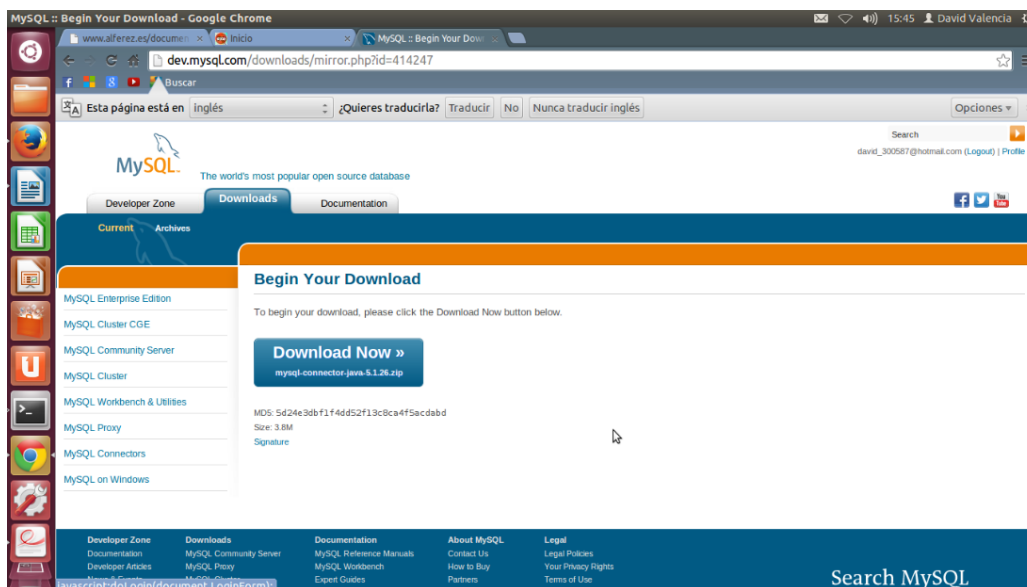 MySQL :: Begin Your Download - Google Chrome
15:45 David Valencia
www.alferez.es/documen
Inicio
MySQL :: Begin Your Dow
dev.mysql.com/downloads/mirror.php?id=414247
Buscar
Esta página está en inglés ¿Quieres traducirla? Traducir No Nunca traducir inglés Opciones
Search
MySQL
david_300587@hotmail.com (Logout) | Profile
The world's most popular open source database
Developer Zone Downloads Documentation
Current Archives
Begin Your Download
MySQL Enterprise Edition
MySQL Cluster CGE
MySQL Community Server
MySQL Cluster
MySQL Workbench & Utilities
MySQL Proxy
MySQL Connectors
MySQL on Windows
To begin your download, please click the Download Now button below.
Download Now »
mysql-connector-java-5.1.26.zip
MD5: 5d24e3dbf1f4dd52f13c8ca4f5acdabd
Size: 3.8M
Signature
Developer Zone Downloads Documentation About MySQL Legal
Documentation MySQL Community Server MySQL Reference Manuals Contact Us Legal Policies
Developer Articles MySQL Proxy MySQL Workbench How to Buy Your Privacy Rights
Expert Guides Partners Terms of Use
javascript:doLogin(document.LoginForm);
Search MySQL